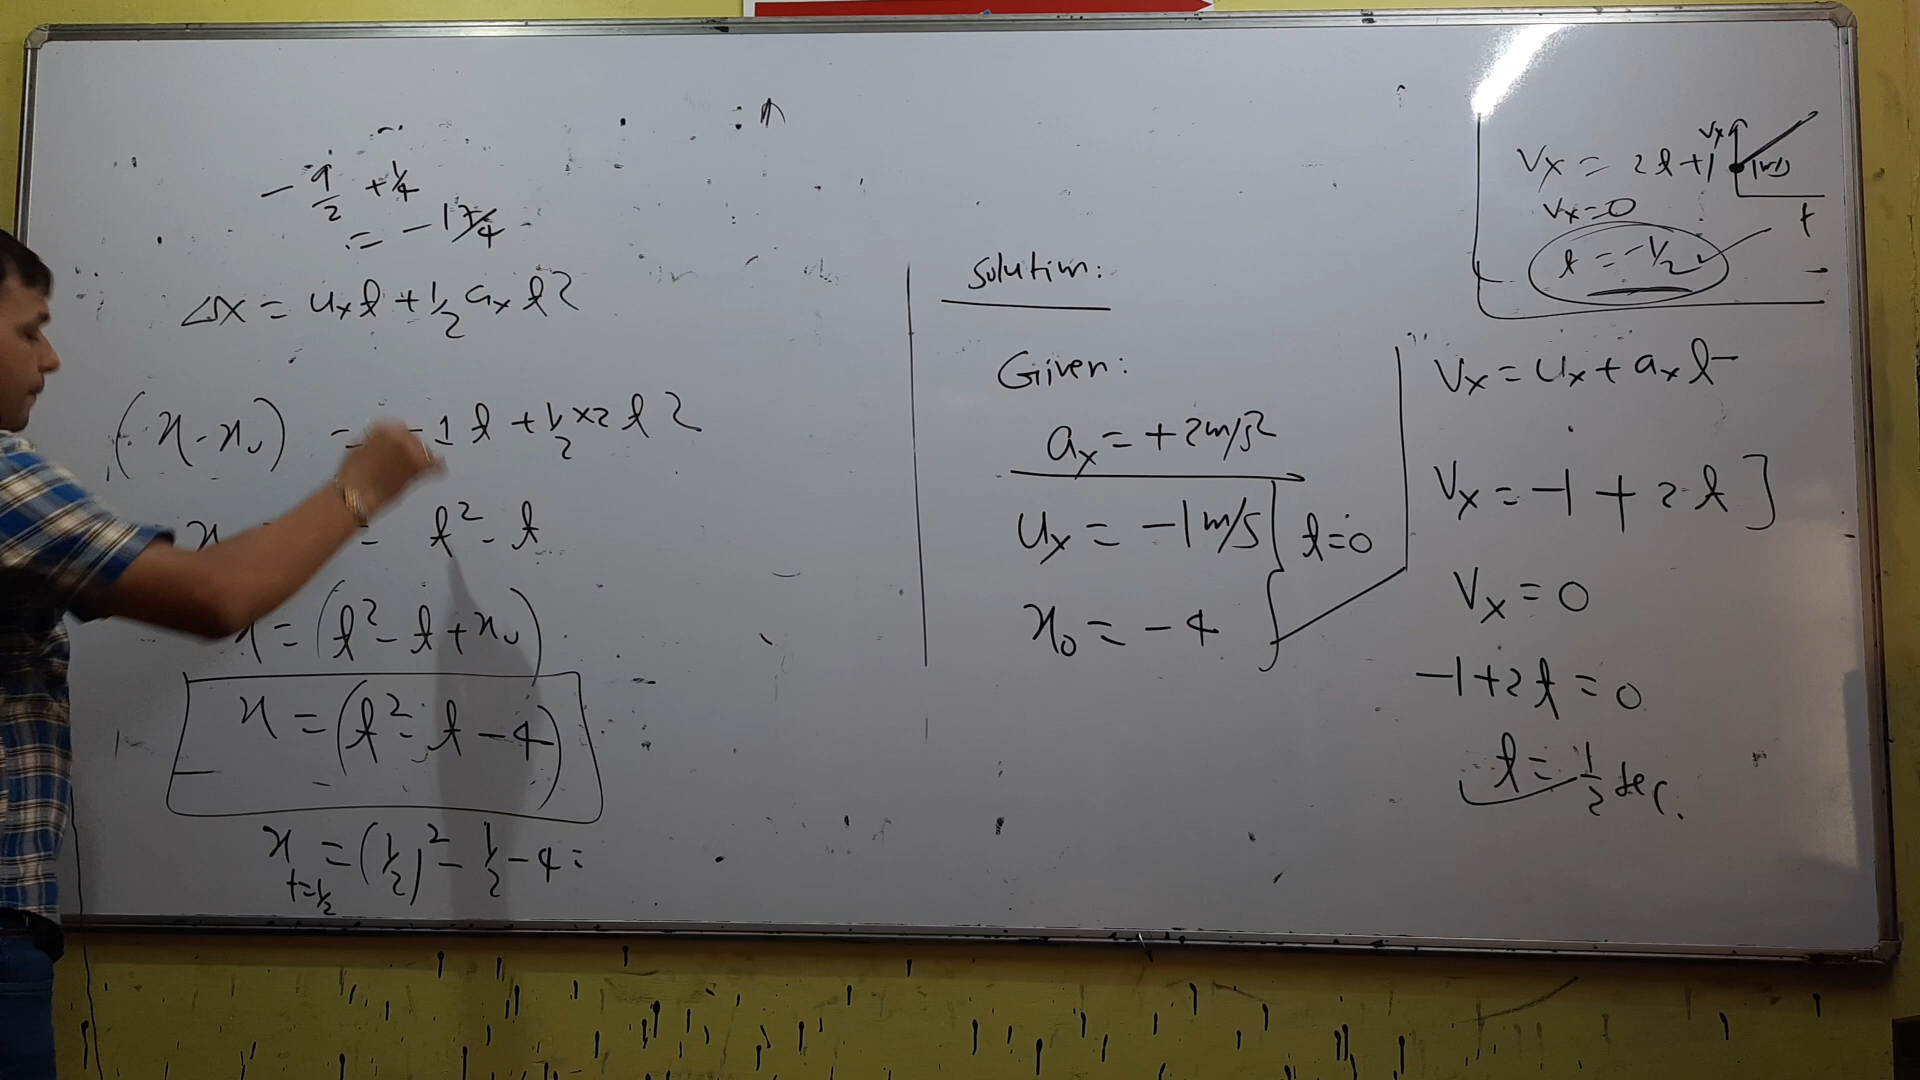 - 9/2 + 1/4
= - 17/4
Δx = uₓt + 1/2 aₓt²
(x - x₀) = -1t + 1/2 × 2t²
= t² - t
x = (t² - t + x₀)
x = (t² - t - 4)
x t=1/2 = (1/2)² - 1/2 - 4 =
Solution:
Given:
aₓ = +2m/s²
uₓ = -1m/s
t=0
x₀ = -4
Vₓ = 2t+1
Vₓ=0
t = -1/2
Vx
t
Vₓ = uₓ + aₓt
Vₓ = -1 + 2t]
Vₓ = 0
-1+2t = 0
t = 1/2 sec.